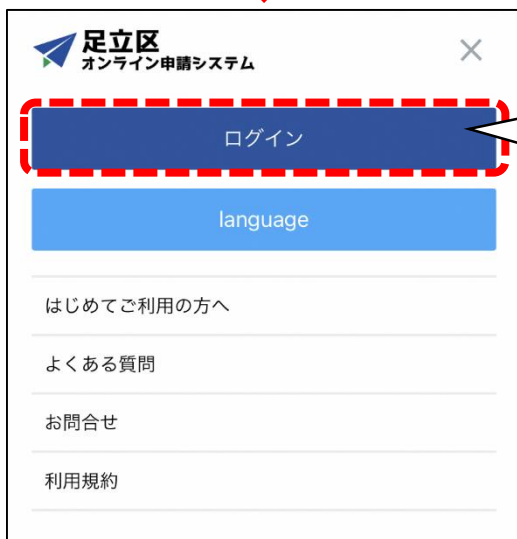 足立区
オンライン申請システム
ログイン
language
はじめてご利用の方へ
よくある質問
お問合せ
利用規約